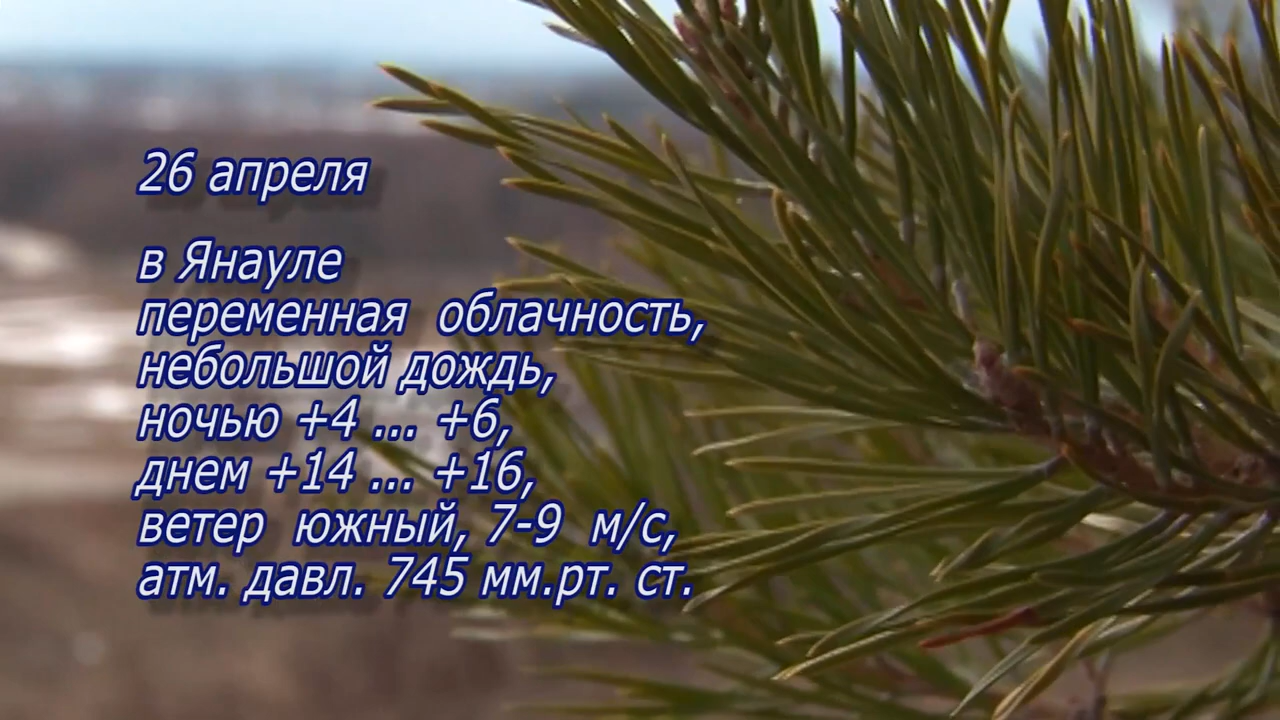 26 апреля
в Янауле
переменная облачность,
небольшой дождь,
ночью +4 ... +6,
днем +14 ... +16,
ветер южный, 7-9 м/с,
атм. давл. 745 мм.рт. ст.